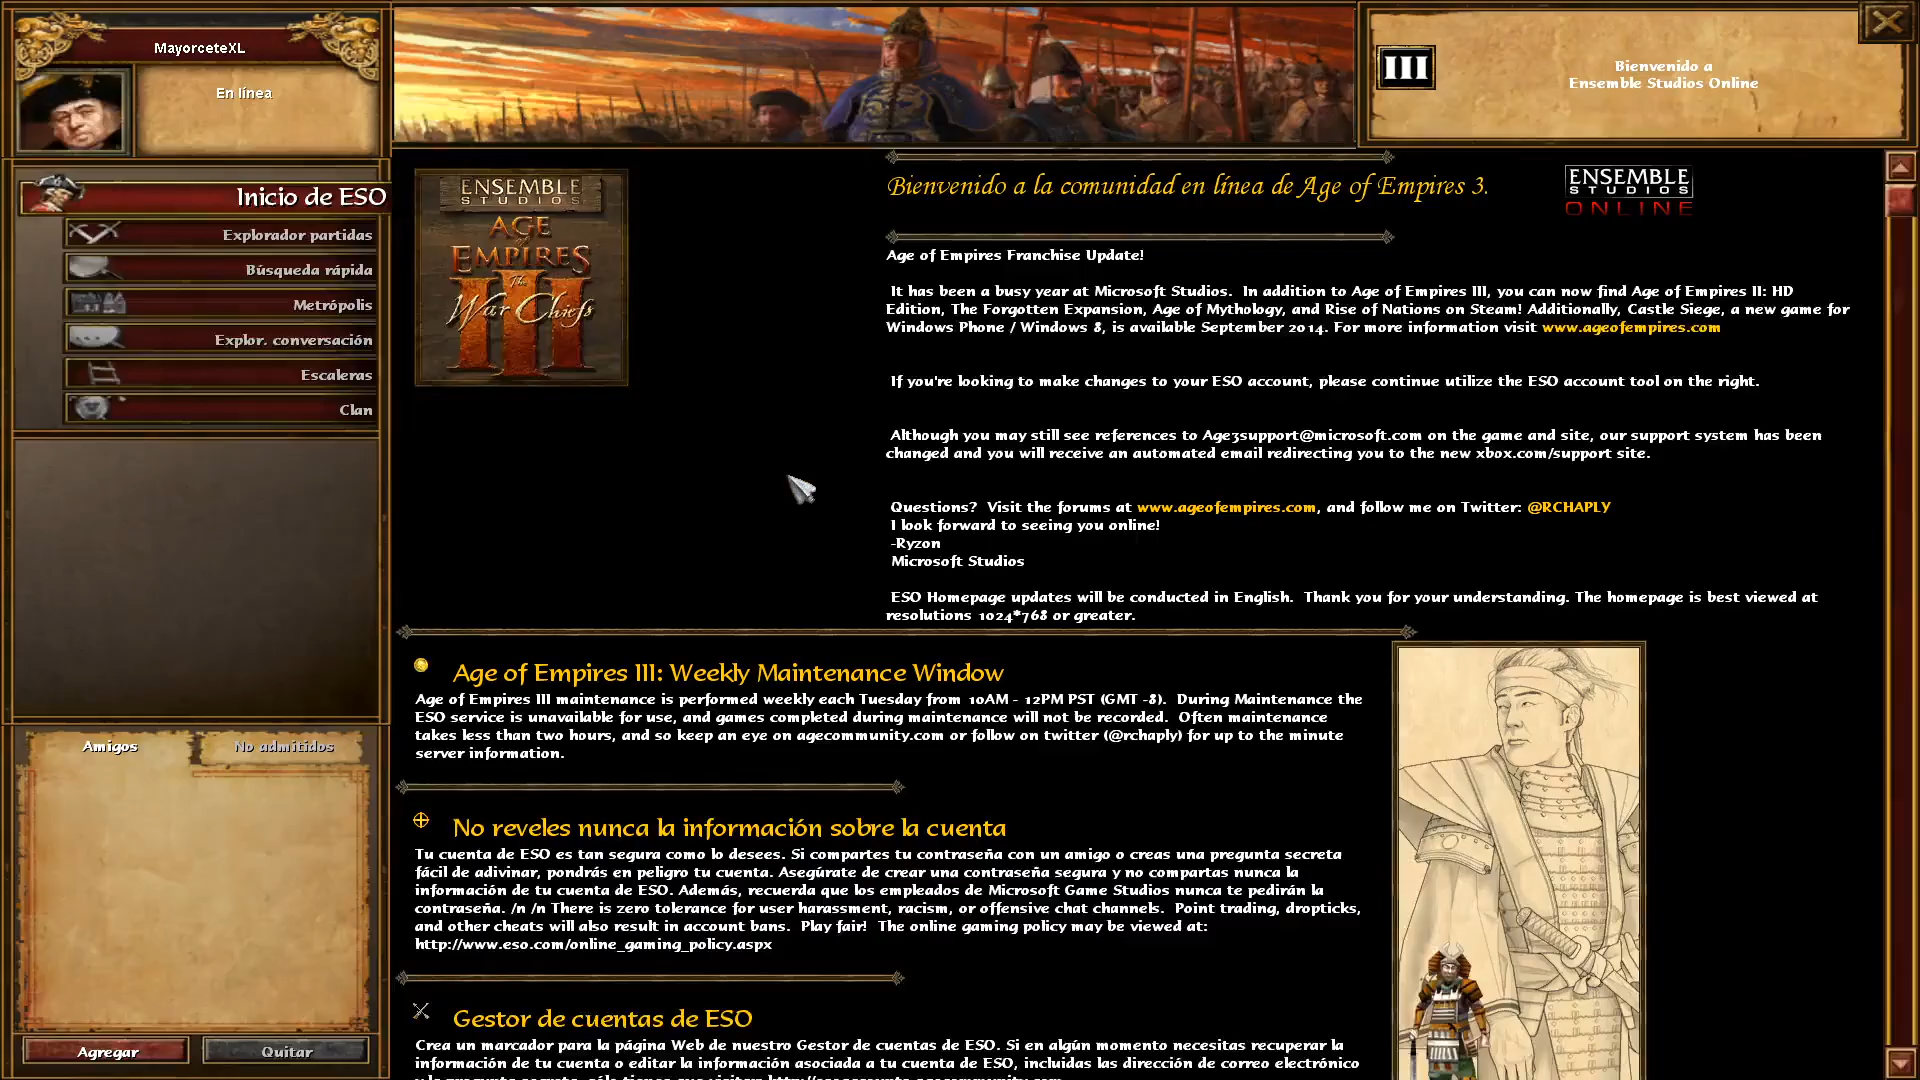 MayorceteXL
En línea
III
Bienvenido a
Ensemble Studios Online
Inicio de ESO
Explorador partidas
Búsqueda rápida
Metrópolis
Explor. conversación
Escaleras
Clan
ENSEMBLE
STUDIOS
AGE
of
EMPIRES
III
The
WarChiefs
Bienvenido a la comunidad en línea de Age of Empires 3.
ENSEMBLE
STUDIOS
ONLINE
Age of Empires Franchise Update!
It has been a busy year at Microsoft Studios. In addition to Age of Empires III, you can now find Age of Empires II: HD
Edition, The Forgotten Expansion, Age of Mythology, and Rise of Nations on Steam! Additionally, Castle Siege, a new game for
Windows Phone / Windows 8, is available September 2014. For more information visit www.ageofempires.com
If you're looking to make changes to your ESO account, please continue utilize the ESO account tool on the right.
Although you may still see references to Age3support@microsoft.com on the game and site, our support system has been
changed and you will receive an automated email redirecting you to the new xbox.com/support site.
Questions? Visit the forums at www.ageofempires.com, and follow me on Twitter: @RCHAPLY
I look forward to seeing you online!
-Ryzon
Microsoft Studios
ESO Homepage updates will be conducted in English. Thank you for your understanding. The homepage is best viewed at
resolutions 1024*768 or greater.
Age of Empires III: Weekly Maintenance Window
Age of Empires III maintenance is performed weekly each Tuesday from 10AM - 12PM PST (GMT -8). During Maintenance the
ESO service is unavailable for use, and games completed during maintenance will not be recorded. Often maintenance
takes less than two hours, and so keep an eye on agecommunity.com or follow on twitter (@rchaply) for up to the minute
server information.
No reveles nunca la información sobre la cuenta
Tu cuenta de ESO es tan segura como lo desees. Si compartes tu contraseña con un amigo o creas una pregunta secreta
fácil de adivinar, pondrás en peligro tu cuenta. Asegúrate de crear una contraseña segura y no compartas nunca la
información de tu cuenta de ESO. Además, recuerda que los empleados de Microsoft Game Studios nunca te pedirán la
contraseña. /n /n There is zero tolerance for user harassment, racism, or offensive chat channels. Point trading, dropticks,
and other cheats will also result in account bans. Play fair! The online gaming policy may be viewed at:
http://www.eso.com/online_gaming_policy.aspx
Gestor de cuentas de ESO
Crea un marcador para la página Web de nuestro Gestor de cuentas de ESO. Si en algún momento necesitas recuperar la
información de tu cuenta o editar la información asociada a tu cuenta de ESO, incluidas las dirección de correo electrónico
Amigos
No admitidos
Agregar
Quitar